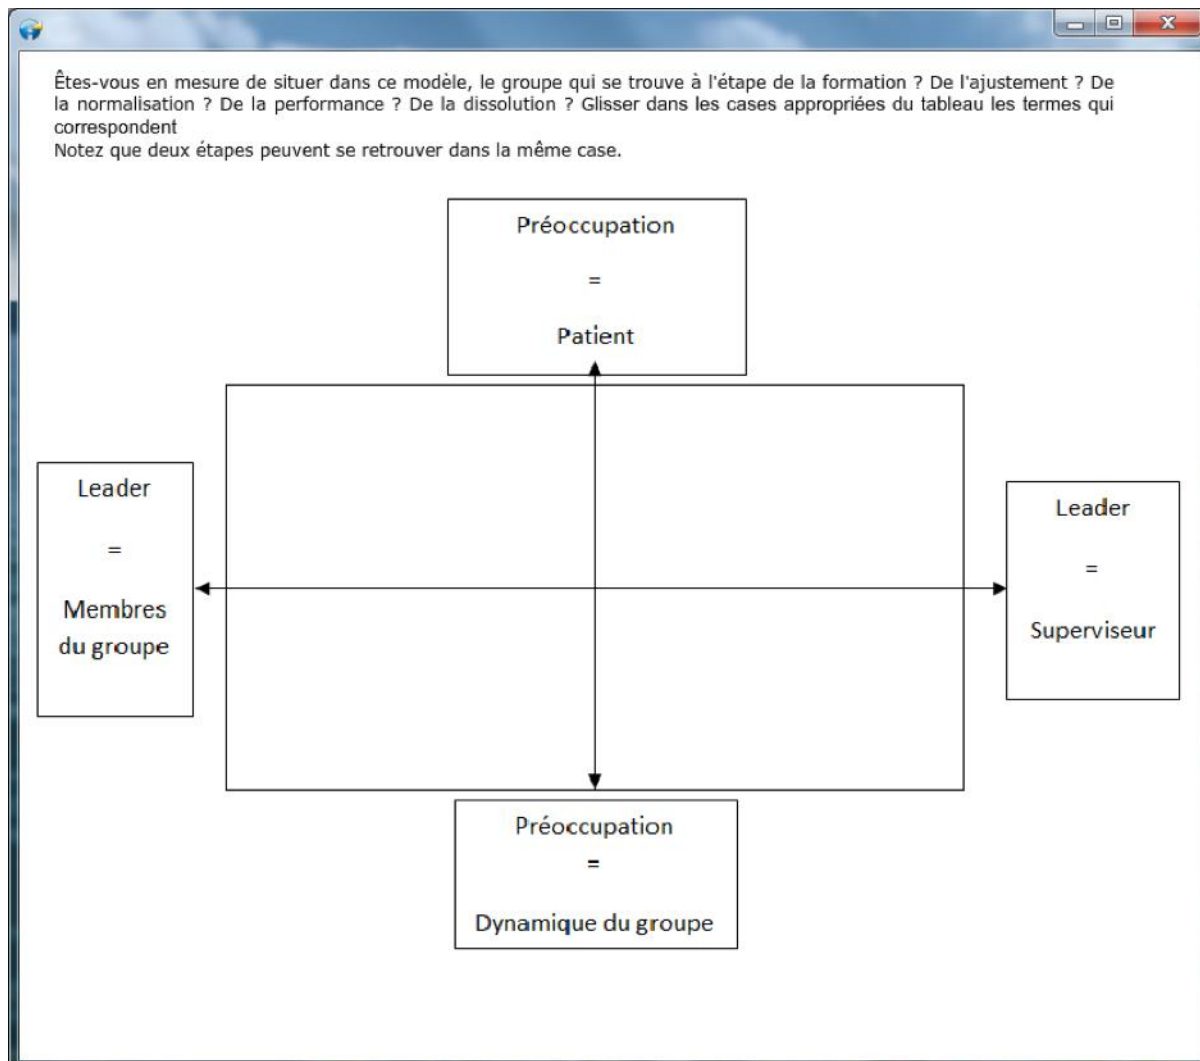 Êtes-vous en mesure de situer dans ce modèle, le groupe qui se trouve à l'étape de la formation ? De l'ajustement ? De
la normalisation ? De la performance ? De la dissolution ? Glisser dans les cases appropriées du tableau les termes qui
correspondent
Notez que deux étapes peuvent se retrouver dans la même case.
Préoccupation
=
Patient
Leader
=
Membres
du groupe
Leader
=
Superviseur
Préoccupation
=
Dynamique du groupe